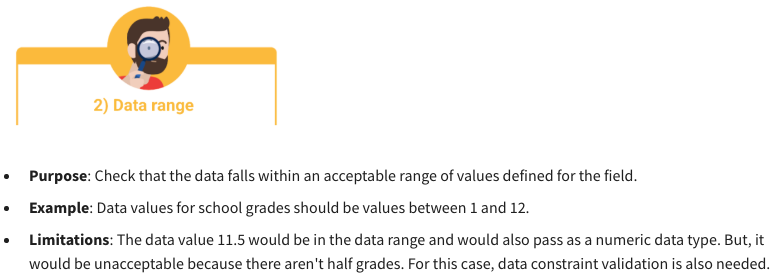 2) Data range
• Purpose: Check that the data falls within an acceptable range of values defined for the field.
• Example: Data values for school grades should be values between 1 and 12.
• Limitations: The data value 11.5 would be in the data range and would also pass as a numeric data type. But, it
would be unacceptable because there aren't half grades. For this case, data constraint validation is also needed.